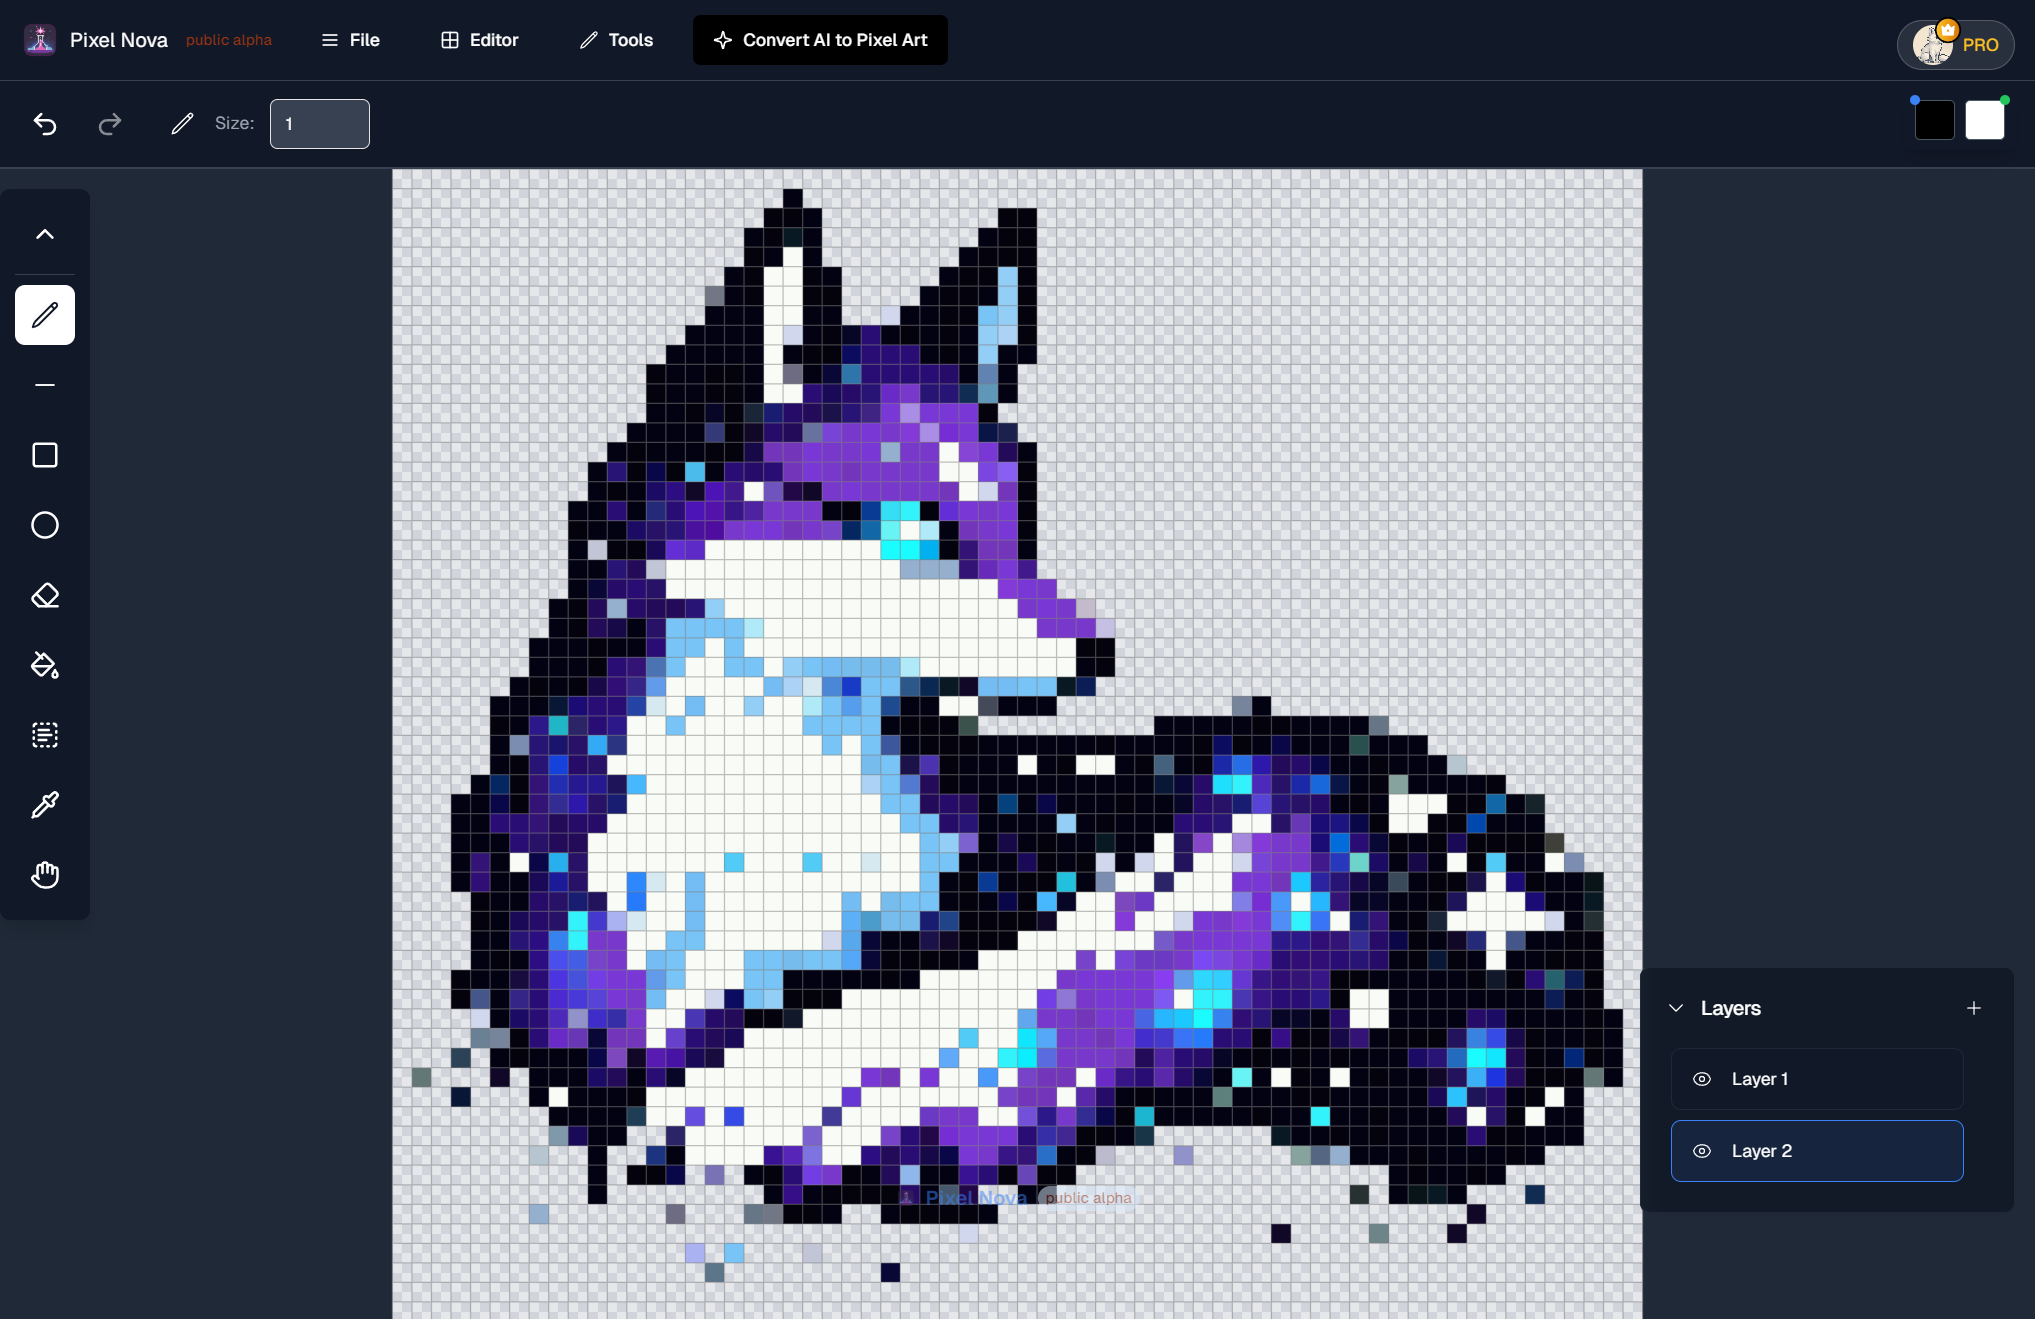 Pixel Nova public alpha File Editor Tools Convert AI to Pixel Art PRO
Size: 1
Layers
Layer 1
Layer 2
Pixel Nova public alpha